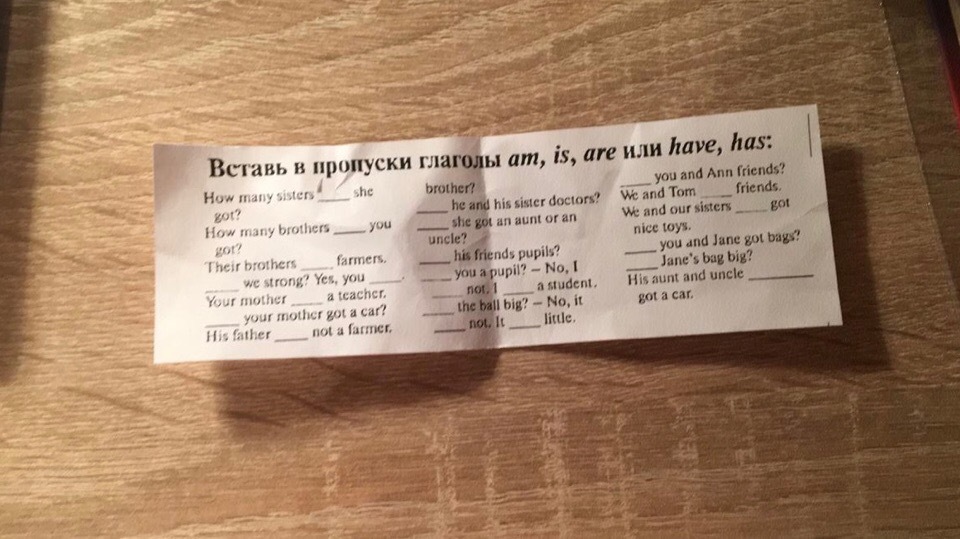 Вставь в пропуски глаголы am, is, are или have, has:
How many sisters ____ she
got?
How many brothers ____ you
got?
Their brothers ____ farmers.
____ we strong? Yes, you ____.
Your mother ____ a teacher.
____ your mother got a car?
His father ____ not a farmer.
brother?
____ he and his sister doctors?
____ she got an aunt or an
uncle?
____ his friends pupils?
____ you a pupil? – No, I
____ not. I ____ a student.
____ the ball big? – No, it
____ not. It ____ little.
____ you and Ann friends?
We and Tom ____ friends.
We and our sisters ____ got
nice toys.
____ you and Jane got bags?
____ Jane's bag big?
His aunt and uncle ________
got a car.